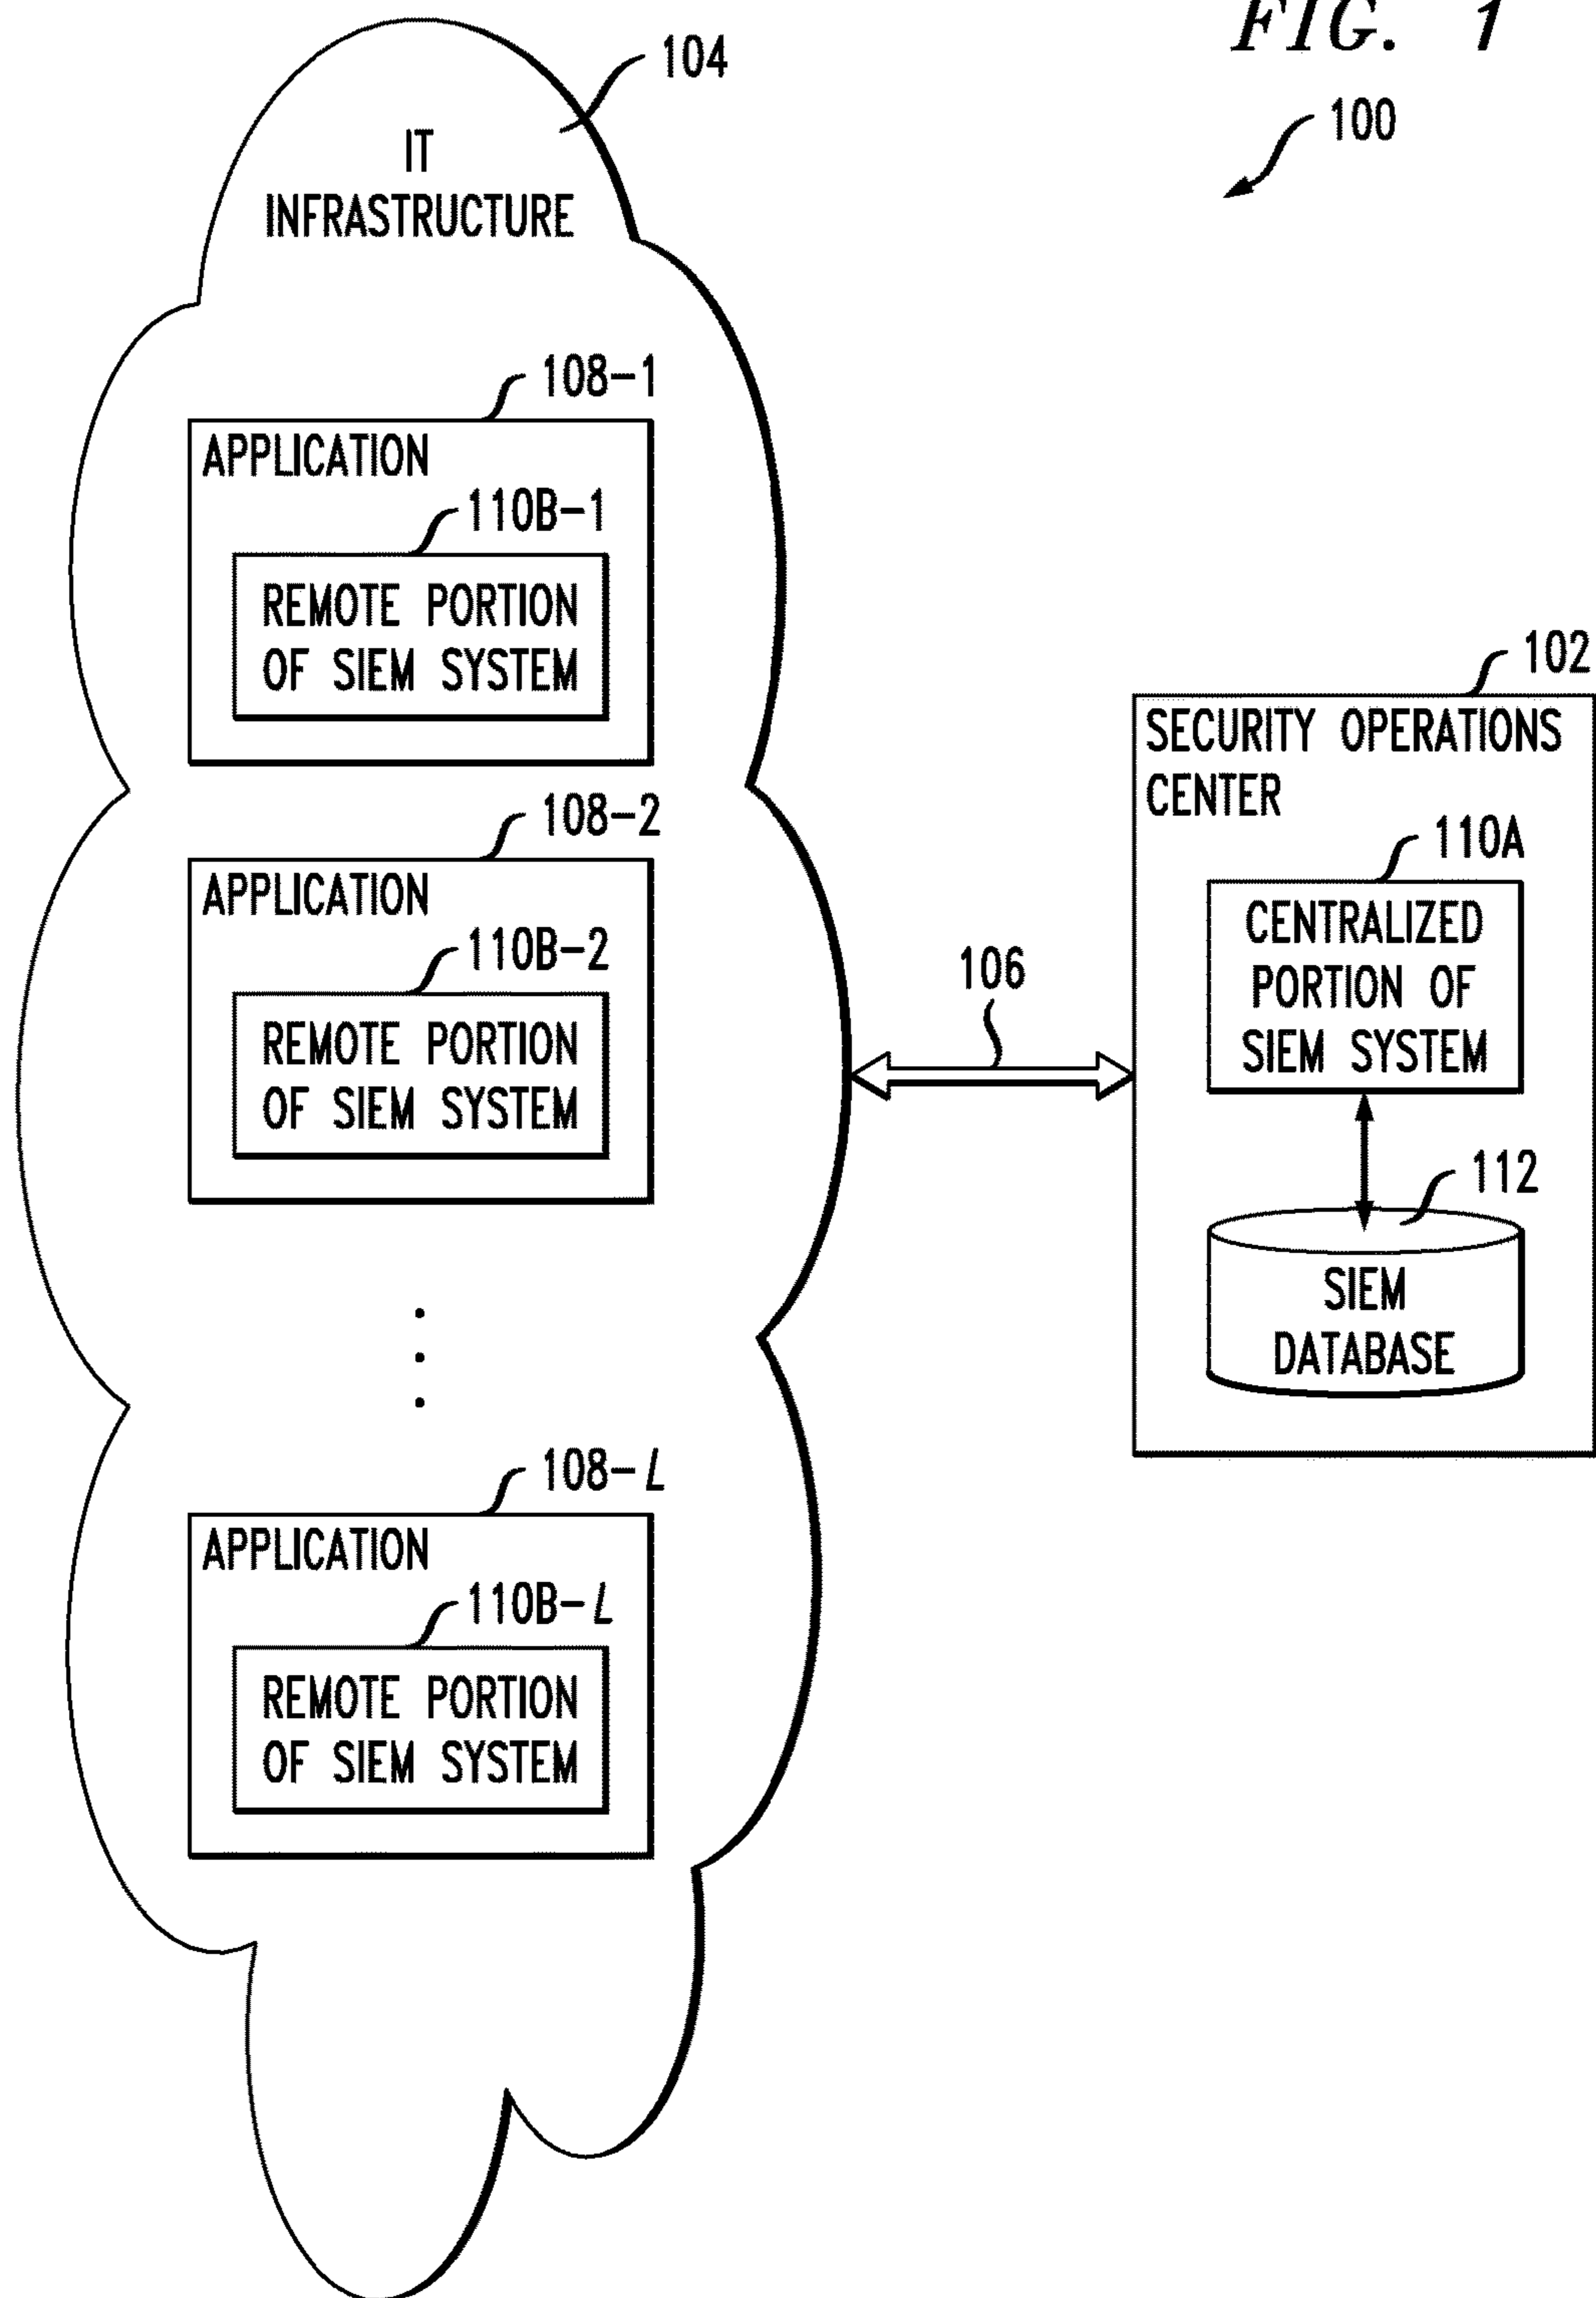 FIG. 1
100
104
IT
INFRASTRUCTURE
108-1
APPLICATION
110B-1
REMOTE PORTION
OF SIEM SYSTEM
108-2
APPLICATION
110B-2
REMOTE PORTION
OF SIEM SYSTEM
108-L
APPLICATION
110B-L
REMOTE PORTION
OF SIEM SYSTEM
106
102
SECURITY OPERATIONS
CENTER
110A
CENTRALIZED
PORTION OF
SIEM SYSTEM
112
SIEM
DATABASE